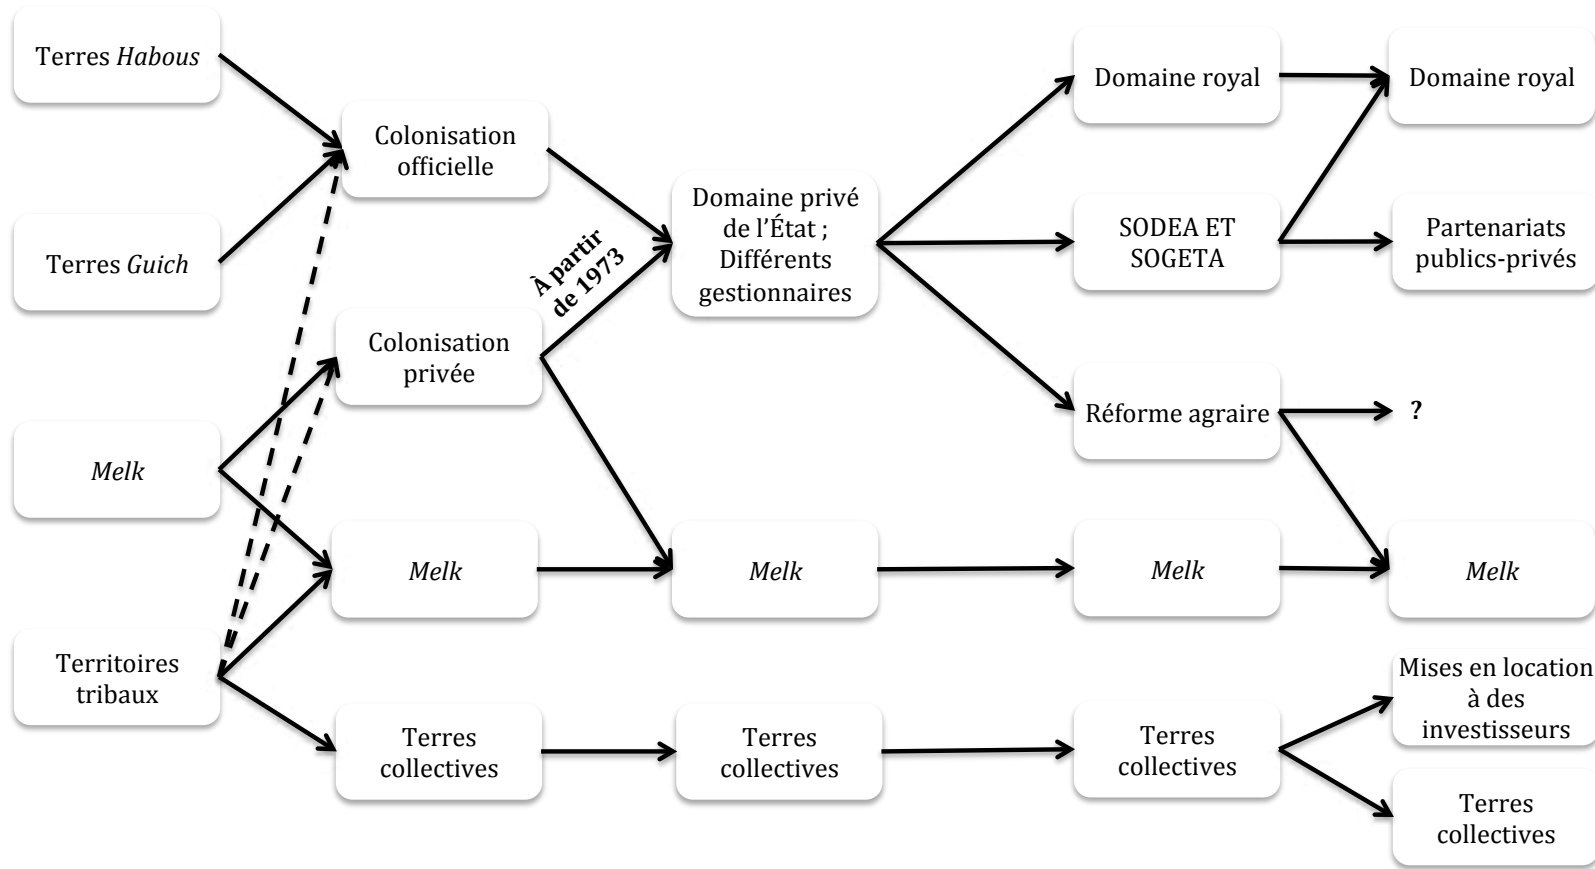 Terres Habous
Terres Guich
Melk
Territoires
tribaux
Colonisation
officielle
Colonisation
privée
Melk
Terres
collectives
À partir
de 1973
Domaine privé
de l’État ;
Différents
gestionnaires
Melk
Terres
collectives
Domaine royal
SODEA ET
SOGETA
Réforme agraire
Melk
Terres
collectives
Domaine royal
Partenariats
publics-privés
?
Melk
Mises en location
à des
investisseurs
Terres
collectives